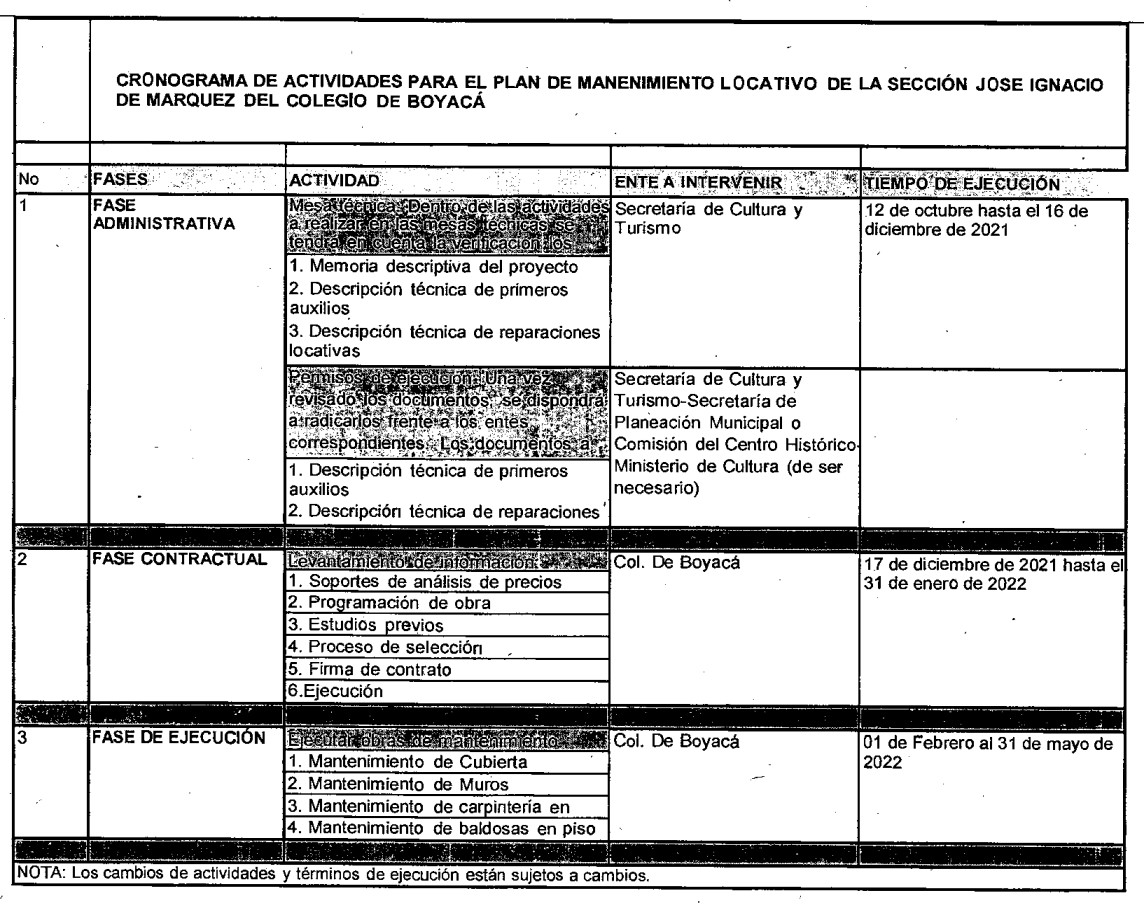 CRONOGRAMA DE ACTIVIDADES PARA EL PLAN DE MANENIMIENTO LOCATIVO DE LA SECCIÓN JOSE IGNACIO
DE MARQUEZ DEL COLEGIO DE BOYACÁ
No FASES ACTIVIDAD ENTE A INTERVENIR TIEMPO DE EJECUCIÓN
1 FASE ADMINISTRATIVA
Mesa técnica: Dentro de las actividades
a realizar en las mesas tecnicas se
tendra en cuenta la verificación los
1. Memoria descriptiva del proyecto
2. Descripción técnica de primeros
auxilios
3. Descripción técnica de reparaciones
locativas
Secretaría de Cultura y
Turismo
12 de octubre hasta el 16 de
diciembre de 2021
Permisos de ejecución: Una vez
revisado los documentos se dispondrá
a radicarlos frente a los entes
correspondientes. Los documentos a
1. Descripción técnica de primeros
auxilios
2. Descripción técnica de reparaciones
Secretaría de Cultura y
Turismo-Secretaría de
Planeación Municipal o
Comisión del Centro Histórico-
Ministerio de Cultura (de ser
necesario)
2 FASE CONTRACTUAL
Levantamiento de información
1. Soportes de análisis de precios
2. Programación de obra
3. Estudios previos
4. Proceso de selección
5. Firma de contrato
6.Ejecución
Col. De Boyacá
17 de diciembre de 2021 hasta el
31 de enero de 2022
3 FASE DE EJECUCIÓN
Ejecutar obras de mantenimiento
1. Mantenimiento de Cubierta
2. Mantenimiento de Muros
3. Mantenimiento de carpintería en
4. Mantenimiento de baldosas en piso
Col. De Boyacá
01 de Febrero al 31 de mayo de
2022
NOTA: Los cambios de actividades y términos de ejecución están sujetos a cambios.